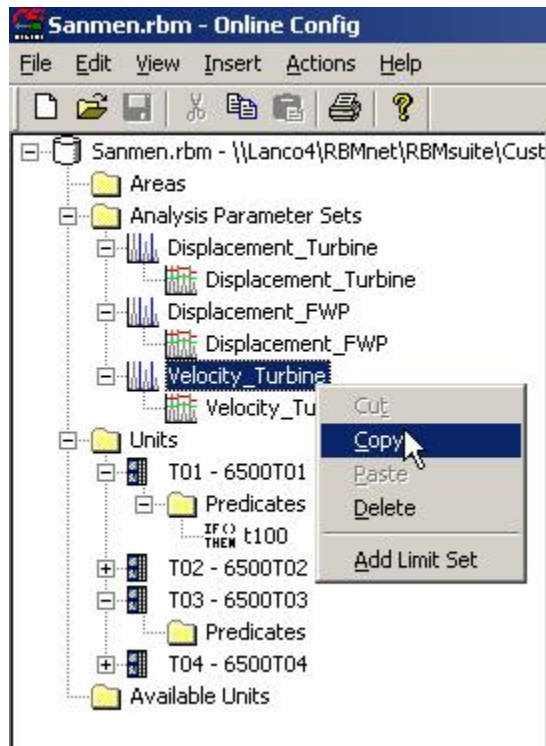 Sanmen.rbm - Online Config
File Edit View Insert Actions Help
Sanmen.rbm - \\Lanco4\RBMnet\RBMsuite\Cust
Areas
Analysis Parameter Sets
Displacement_Turbine
Displacement_Turbine
Displacement_FWP
Displacement_FWP
Velocity_Turbine
Velocity_Tu
Cut
Copy
Paste
Delete
Add Limit Set
Units
T01 - 6500T01
Predicates
IF()
THEN t100
T02 - 6500T02
T03 - 6500T03
Predicates
T04 - 6500T04
Available Units